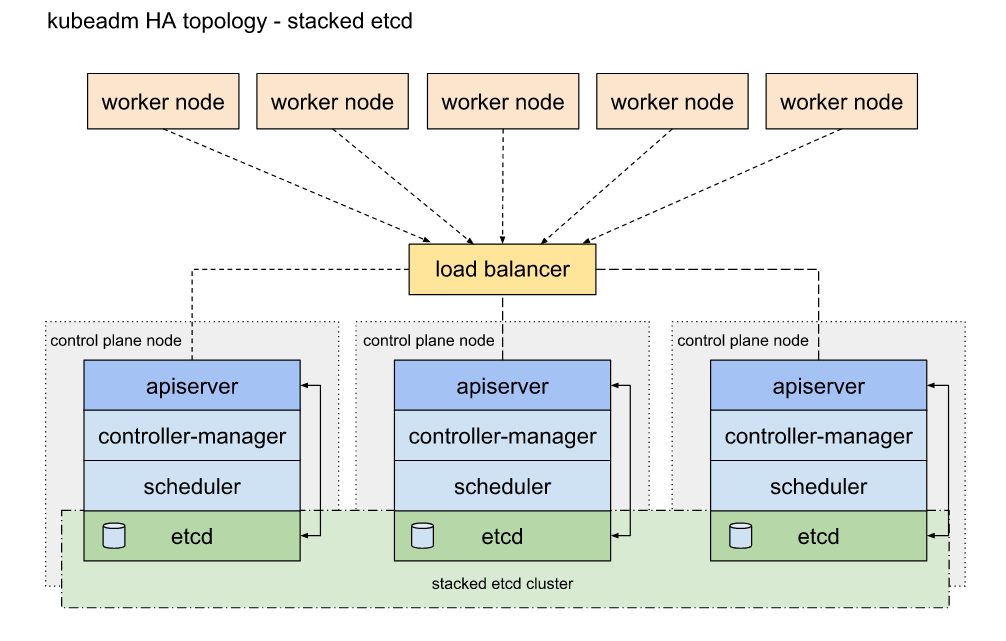 kubeadm HA topology - stacked etcd
worker node
worker node
worker node
worker node
worker node
load balancer
control plane node
control plane node
control plane node
apiserver
apiserver
apiserver
controller-manager
controller-manager
controller-manager
scheduler
scheduler
scheduler
etcd
etcd
etcd
stacked etcd cluster